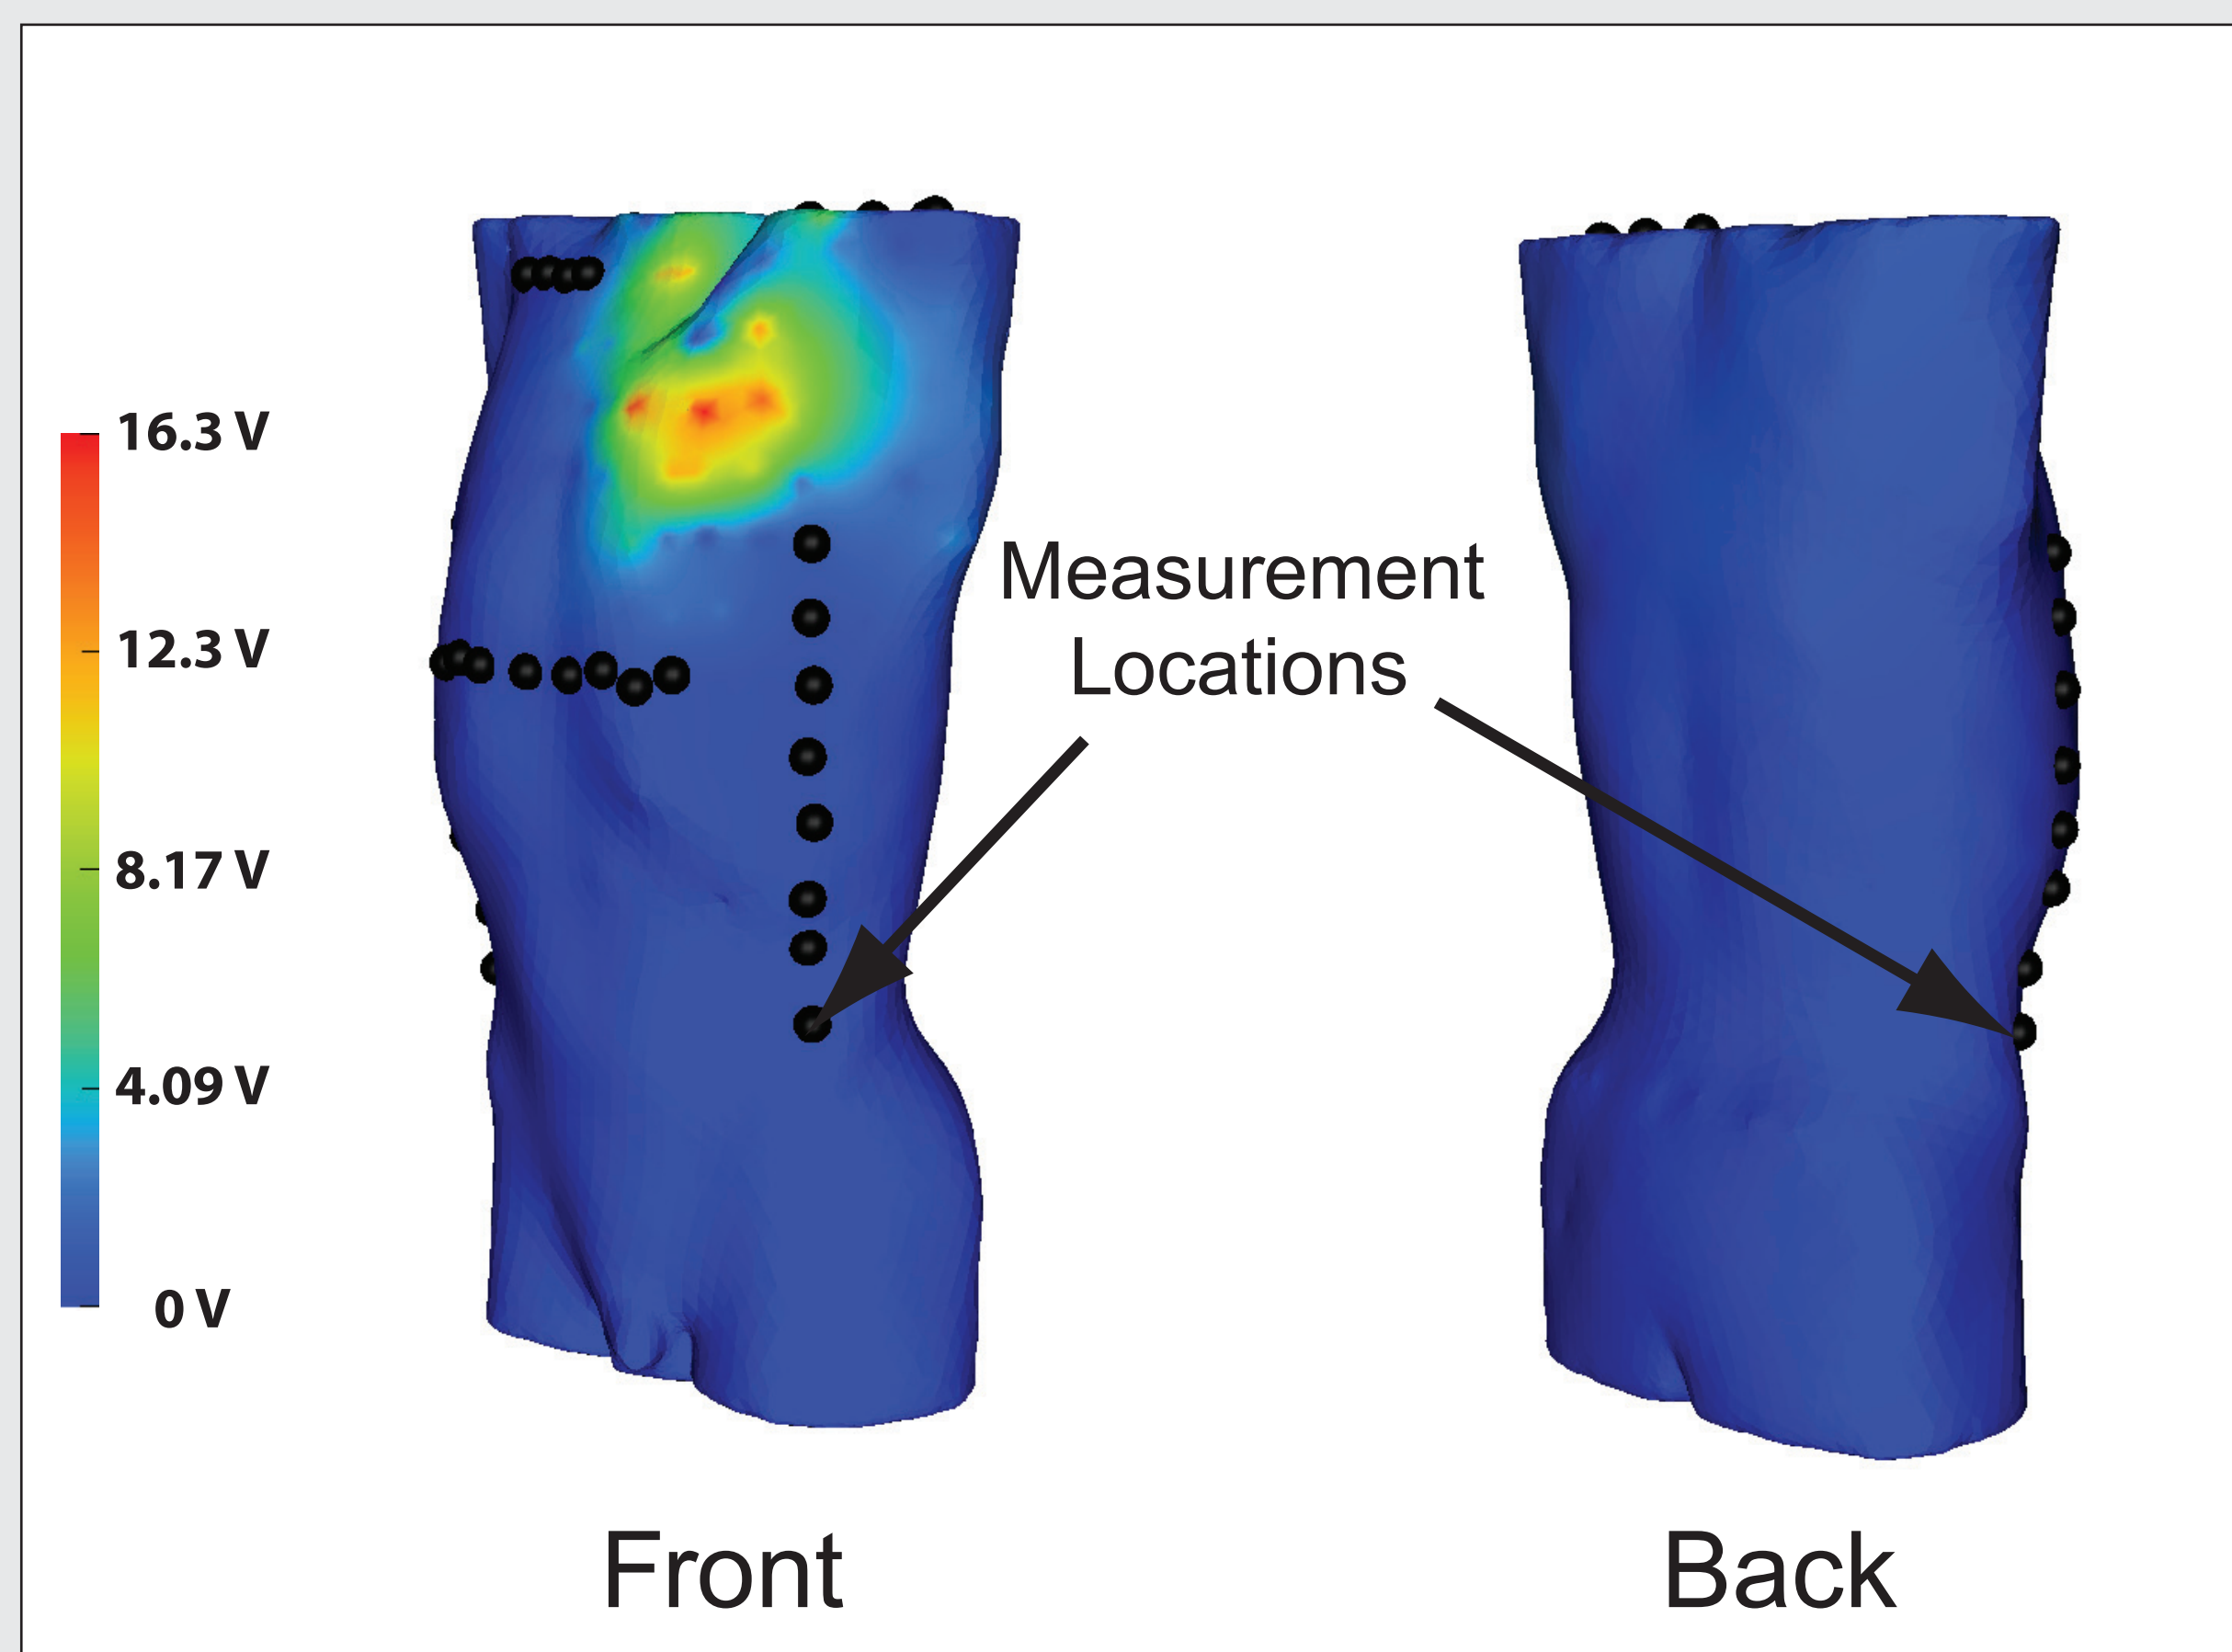 16.3 V
12.3 V
8.17 V
4.09 V
0 V
Measurement
Locations
Front
Back